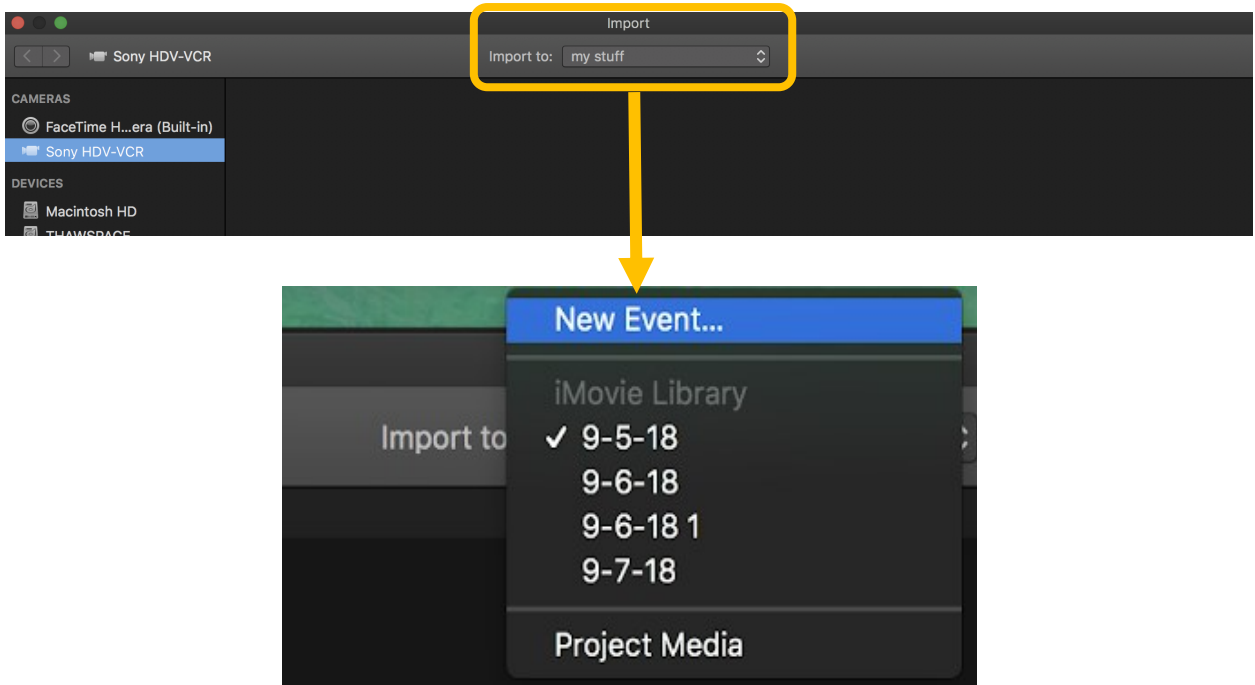 Import
Sony HDV-VCR
Import to: my stuff
CAMERAS
FaceTime H...era (Built-in)
Sony HDV-VCR
DEVICES
Macintosh HD
THAWSPACE
New Event...
iMovie Library
Import to
✓ 9-5-18
9-6-18
9-6-18 1
9-7-18
Project Media